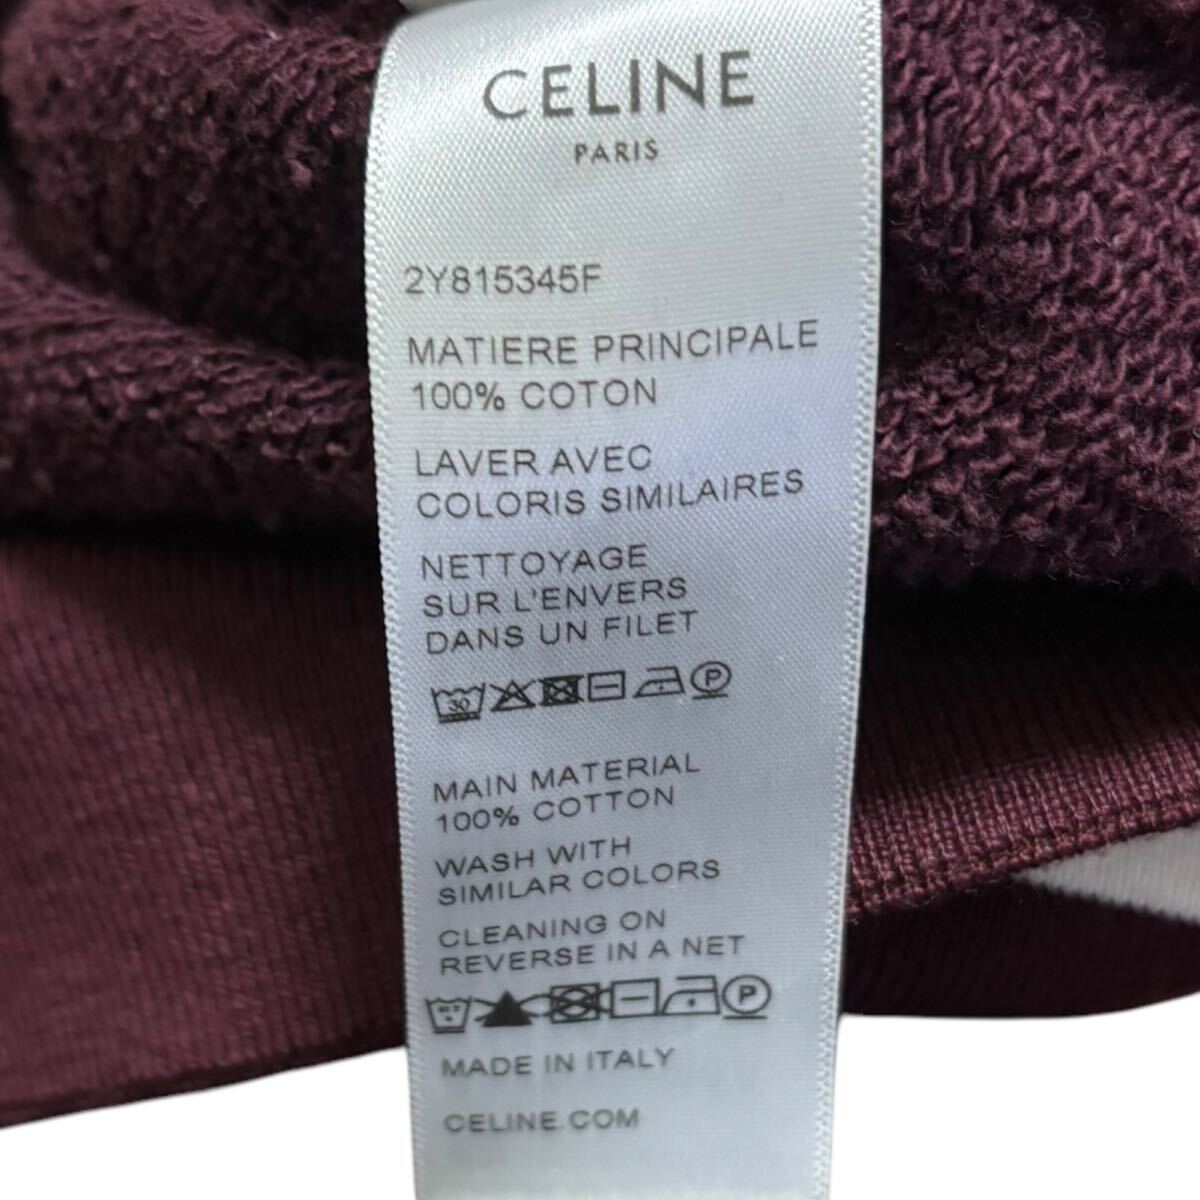 CELINE
PARIS
2Y815345F
MATIERE PRINCIPALE
100% COTON
LAVER AVEC
COLORIS SIMILAIRES
NETTOYAGE
SUR L'ENVERS
DANS UN FILET
30 P
MAIN MATERIAL
100% COTTON
WASH WITH
SIMILAR COLORS
CLEANING ON
REVERSE IN A NET
P
MADE IN ITALY
CELINE.COM